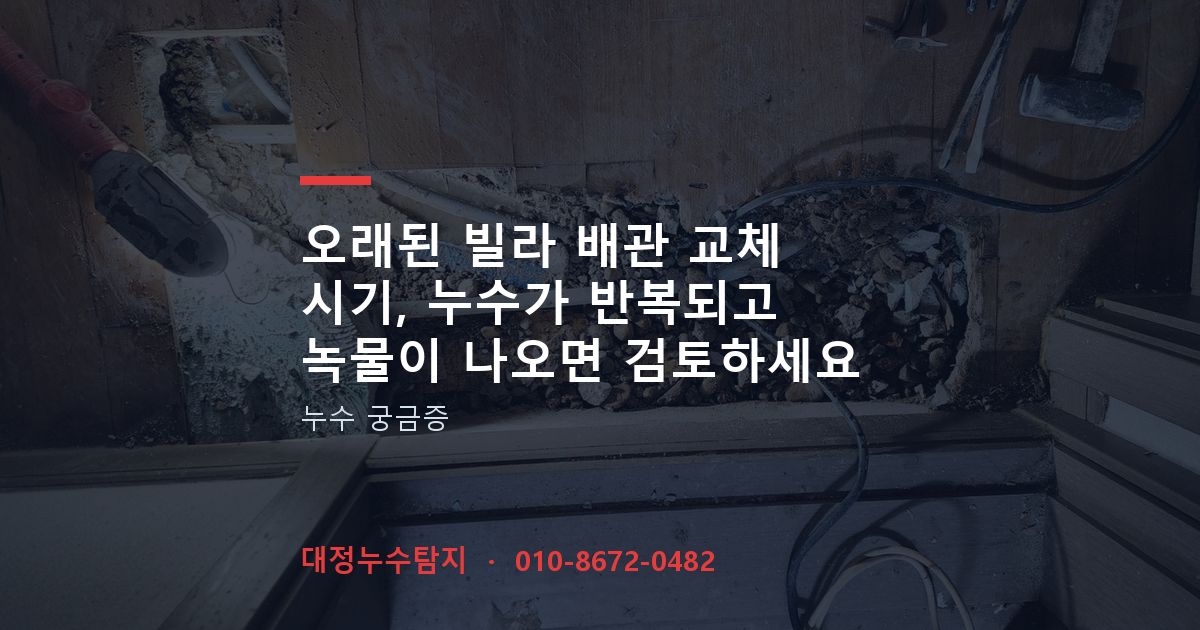 오래된 빌라 배관 교체
시기, 누수가 반복되고
녹물이 나오면 검토하세요
누수 궁금증
대정누수탐지 · 010-8672-0482